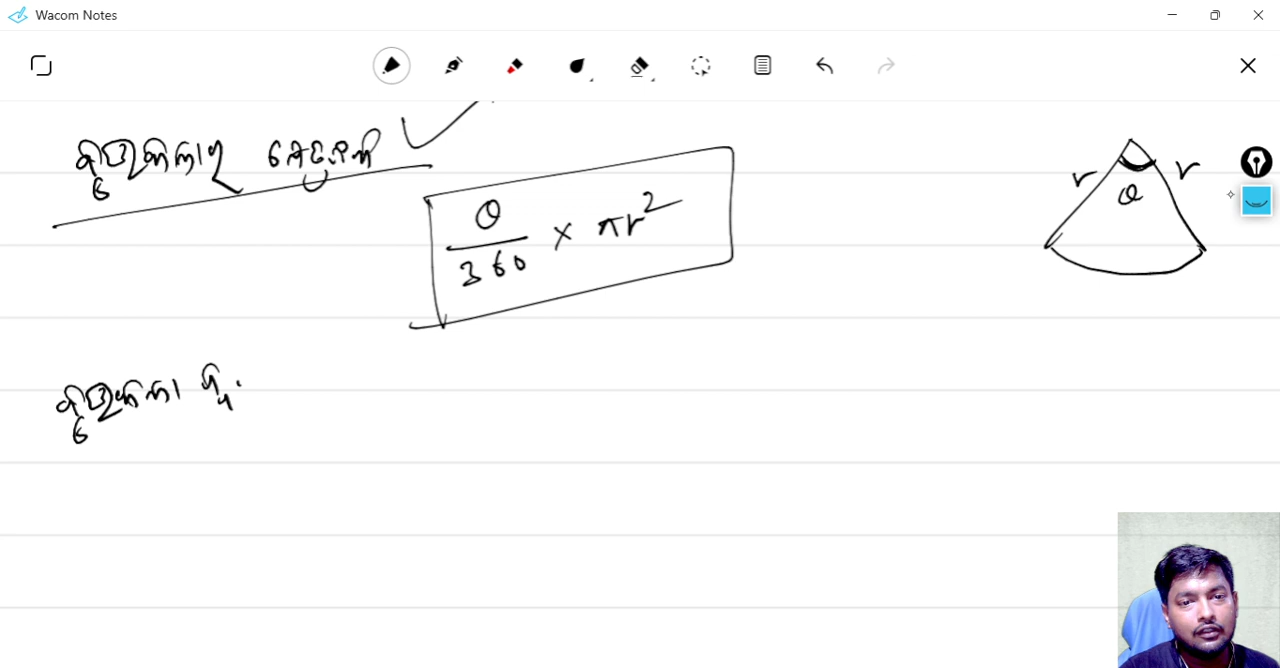 Wacom Notes
ବୃତ୍ତକଳାର କ୍ଷେତ୍ରଫଳ
θ/360 × πr²
r r
θ
ବୃତ୍ତକଳା